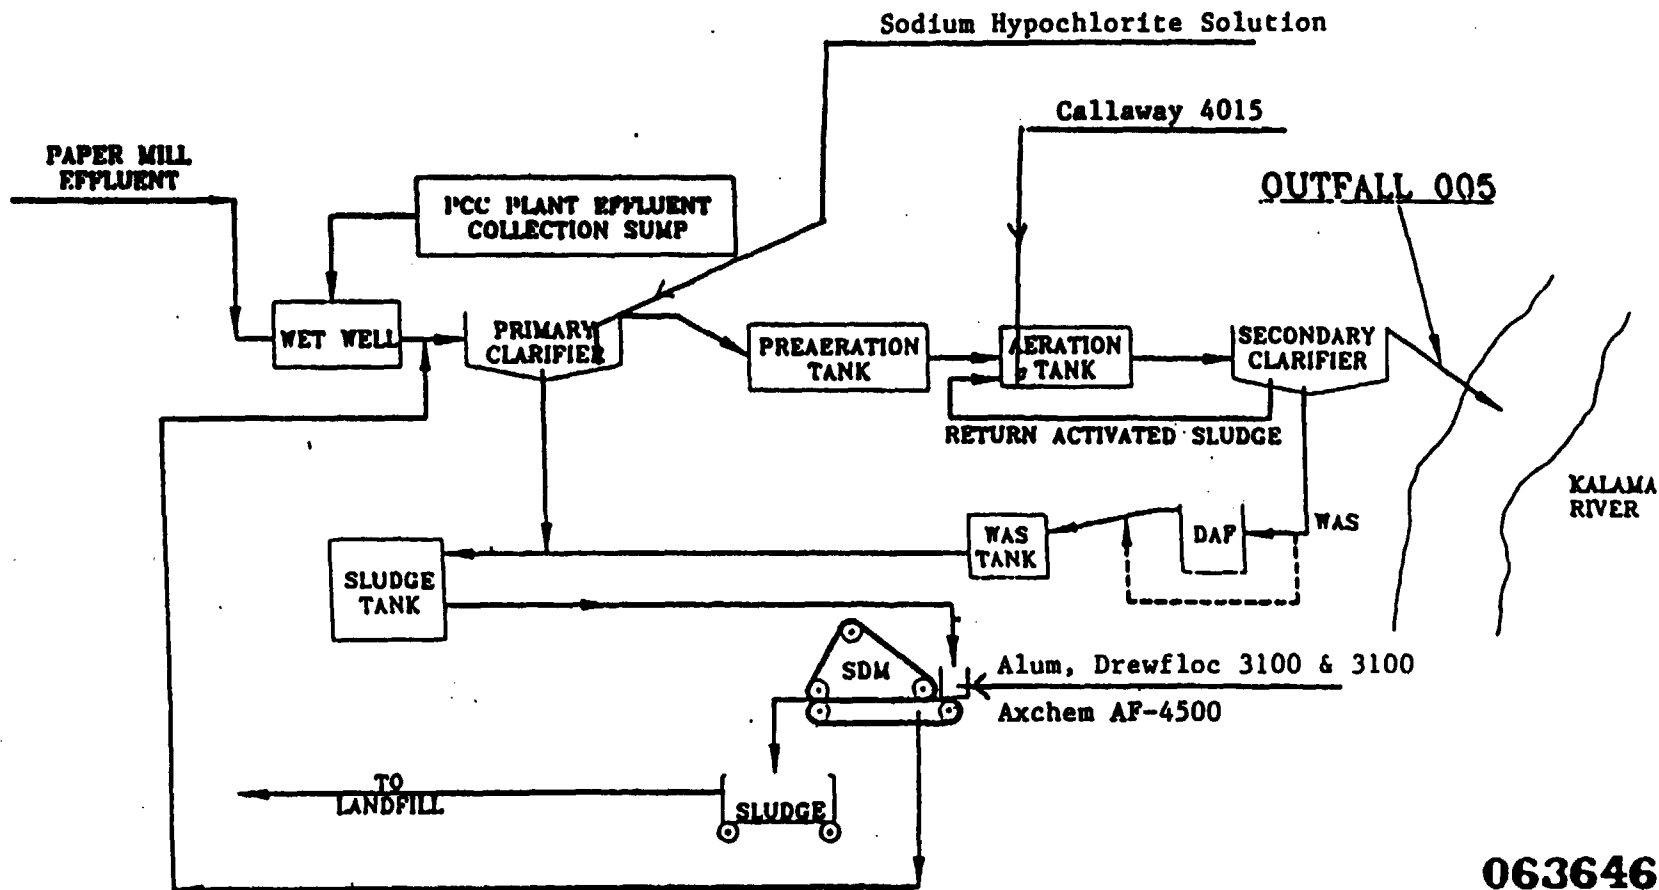 Sodium Hypochlorite Solution
Callaway 4015
PAPER MILL
EFFLUENT
OUTFALL 005
PCC PLANT EFFLUENT
COLLECTION SUMP
WET WELL
PRIMARY
CLARIFIER
PREAERATION
TANK
AERATION
TANK
SECONDARY
CLARIFIER
RETURN ACTIVATED SLUDGE
KALAMA
RIVER
WAS
TANK
DAF
WAS
SLUDGE
TANK
SDM
Alum, Drewfloc 3100 & 3100
Axchem AF-4500
TO
LANDFILL
SLUDGE
063646